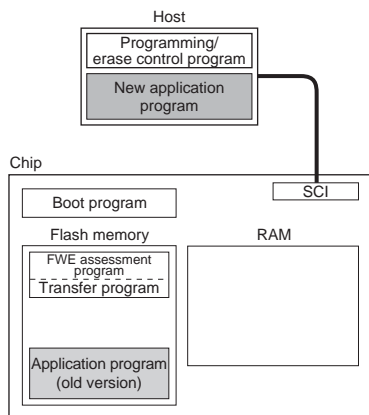 Host
Programming/
erase control program
New application
program
Chip
SCI
Boot program
Flash memory
RAM
FWE assessment
program
Transfer program
Application program
(old version)